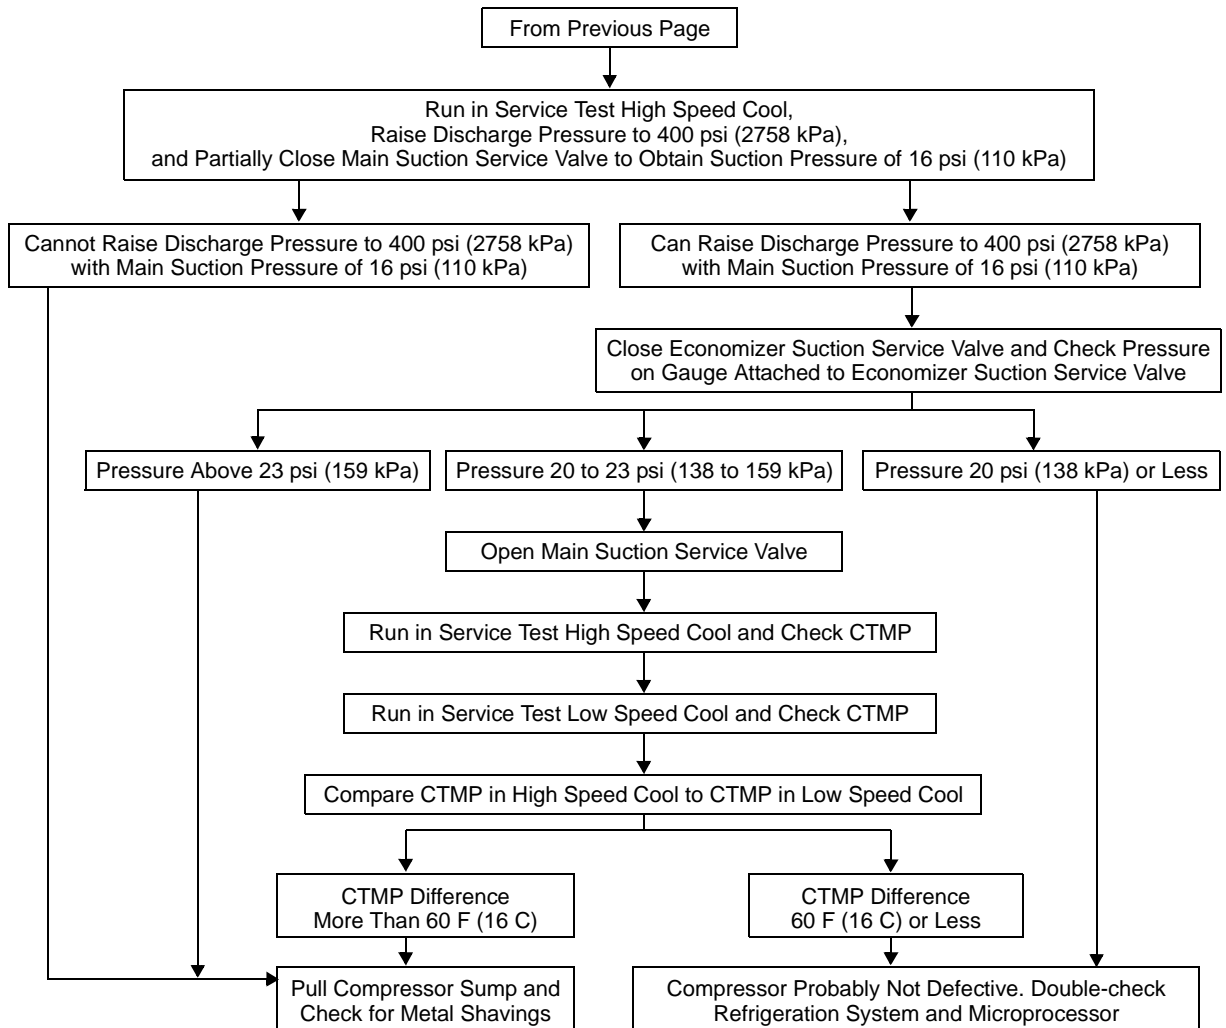 From Previous Page
Run in Service Test High Speed Cool,
Raise Discharge Pressure to 400 psi (2758 kPa),
and Partially Close Main Suction Service Valve to Obtain Suction Pressure of 16 psi (110 kPa)
Cannot Raise Discharge Pressure to 400 psi (2758 kPa)
with Main Suction Pressure of 16 psi (110 kPa)
Can Raise Discharge Pressure to 400 psi (2758 kPa)
with Main Suction Pressure of 16 psi (110 kPa)
Close Economizer Suction Service Valve and Check Pressure
on Gauge Attached to Economizer Suction Service Valve
Pressure Above 23 psi (159 kPa)
Pressure 20 to 23 psi (138 to 159 kPa)
Pressure 20 psi (138 kPa) or Less
Open Main Suction Service Valve
Run in Service Test High Speed Cool and Check CTMP
Run in Service Test Low Speed Cool and Check CTMP
Compare CTMP in High Speed Cool to CTMP in Low Speed Cool
CTMP Difference
More Than 60 F (16 C)
CTMP Difference
60 F (16 C) or Less
Pull Compressor Sump and
Check for Metal Shavings
Compressor Probably Not Defective. Double-check
Refrigeration System and Microprocessor